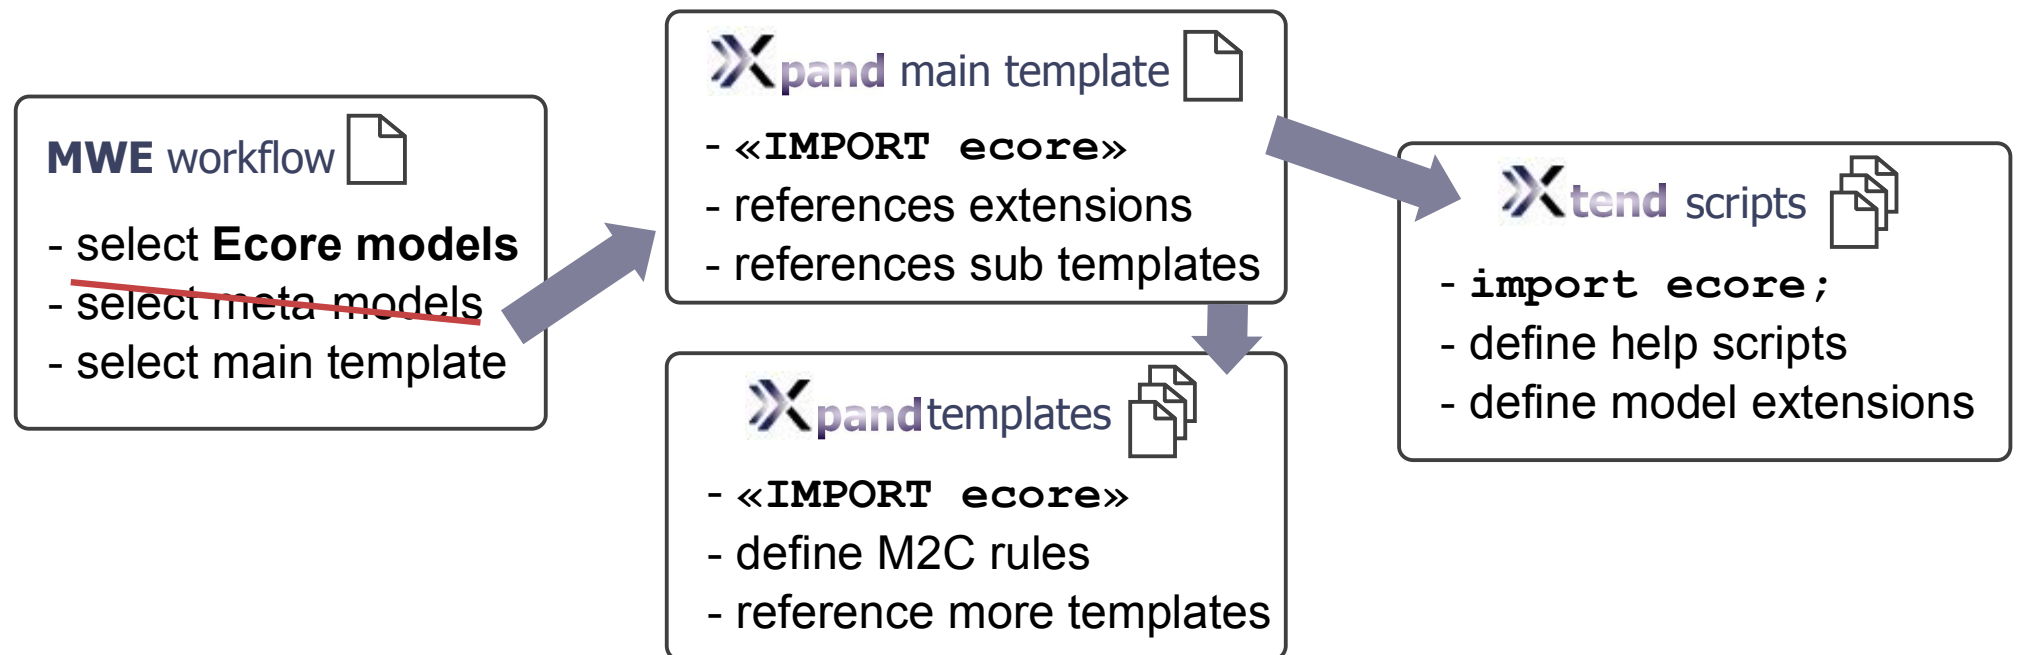 MWE workflow
- select Ecore models
- select meta models
- select main template
Xpand main template
- «IMPORT ecore»
- references extensions
- references sub templates
Xpand templates
- «IMPORT ecore»
- define M2C rules
- reference more templates
Xtend scripts
- import ecore;
- define help scripts
- define model extensions